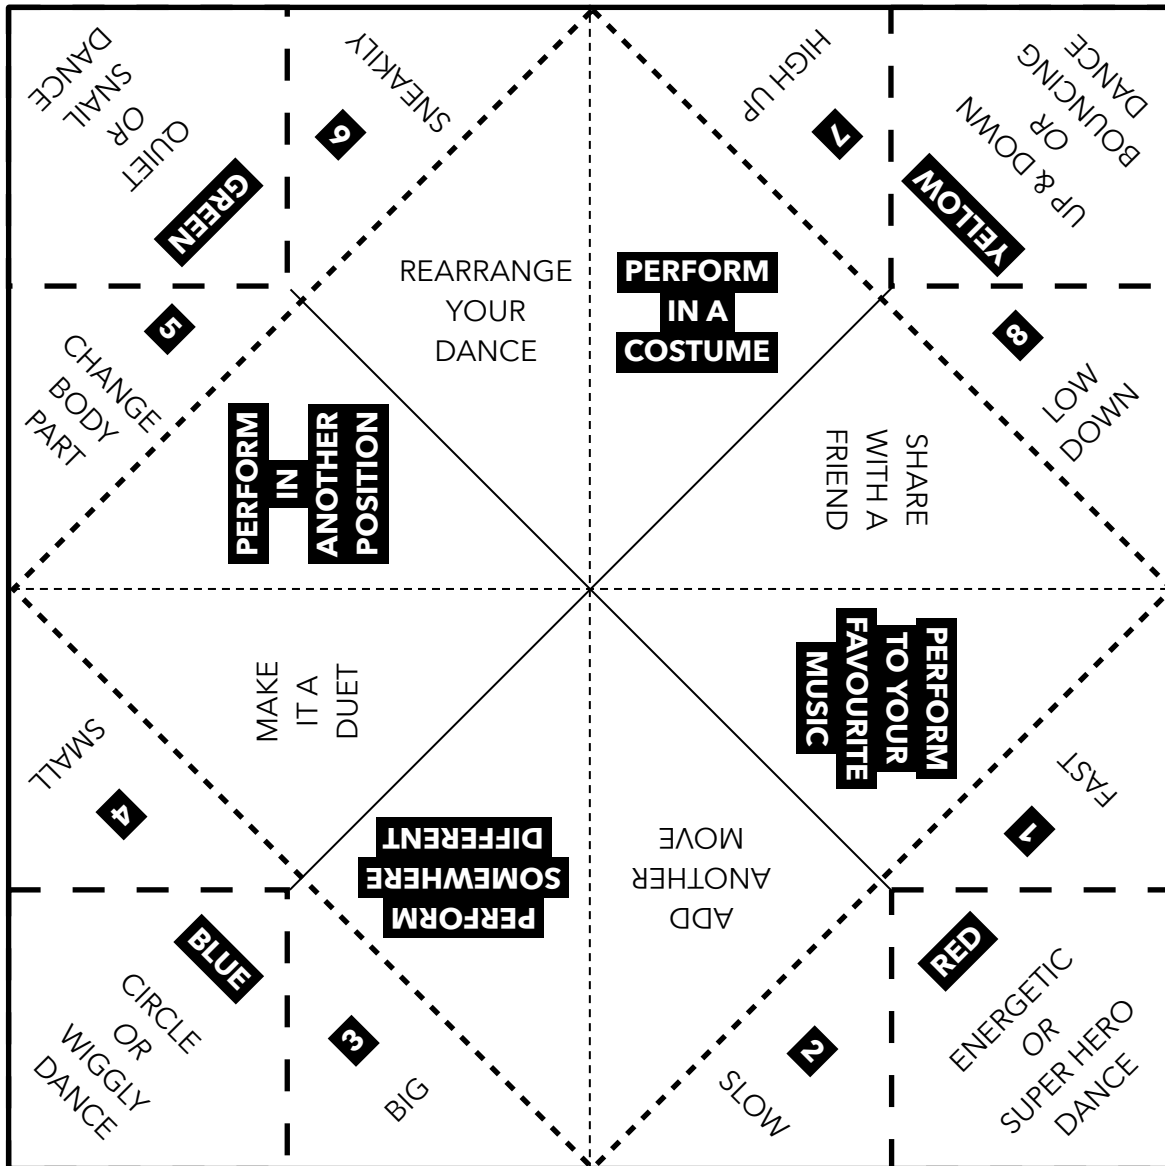 QUIET
OR
SNAIL
DANCE
GREEN
6
SNEAKILY
HIGH UP
7
YELLOW
UP & DOWN
OR
BOUNCING
DANCE
5
CHANGE
BODY
PART
REARRANGE
YOUR
DANCE
PERFORM
IN A
COSTUME
8
LOW
DOWN
PERFORM
IN
ANOTHER
POSITION
SHARE
WITH A
FRIEND
MAKE
IT A
DUET
PERFORM
TO YOUR
FAVOURITE
MUSIC
SMALL
4
FAST
1
PERFORM
SOMEWHERE
DIFFERENT
ADD
ANOTHER
MOVE
BLUE
CIRCLE
OR
WIGGLY
DANCE
3
BIG
2
SLOW
RED
ENERGETIC
OR
SUPER HERO
DANCE